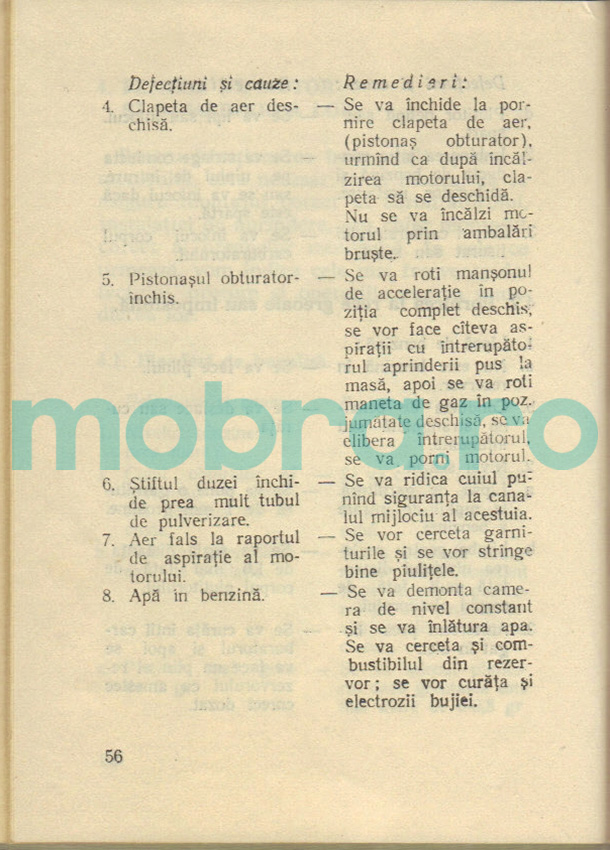 Defecțiuni și cauze: Remedieri:
4. Clapeta de aer des- — Se va închide la por-
chisă. nire clapeta de aer,
(pistonaș obturator),
urmînd ca după încăl-
zirea motorului, cla-
peta să se deschidă.
Nu se va încălzi mo-
torul prin ambalări
bruște.
5. Pistonașul obturator- — Se va roti manșonul
închis. de accelerație în po-
ziția complet deschis,
se vor face cîteva as-
pirații cu întrerupăto-
rul aprinderii pus la
masă, apoi se va roti
maneta de gaz în poz.
jumătate deschisă, se va
elibera întrerupătorul,
se va porni motorul.
6. Știftul duzei închi- — Se va ridica cuiul pu-
de prea mult tubul nînd siguranța la cana-
de pulverizare. lul mijlociu al acestuia.
7. Aer fals la raportul — Se vor cerceta garni-
de aspirație al mo- turile și se vor strînge
torului. bine piulițele.
8. Apă in benzină. — Se va demonta came-
ra de nivel constant
și se va înlătura apa.
Se va cerceta și com-
bustibilul din rezer-
vor; se vor curăța și
electrozii bujiei.
mobra.ro
56